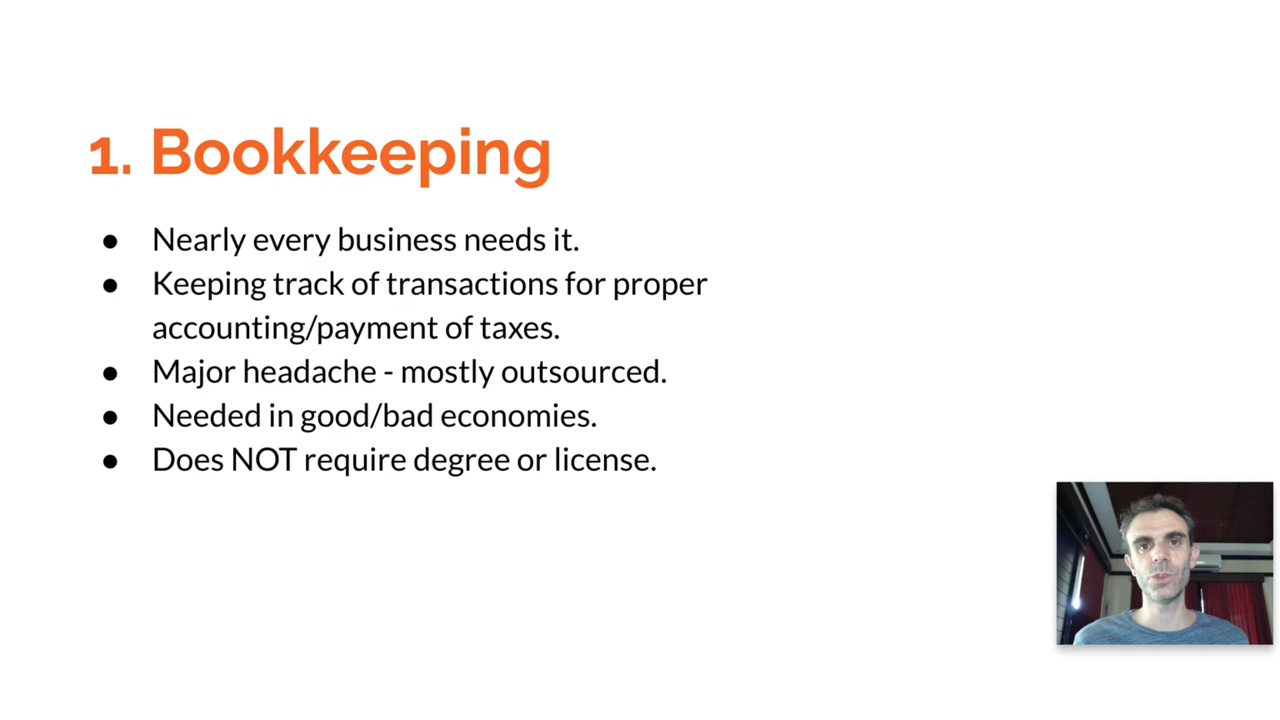 1. Bookkeeping
● Nearly every business needs it.
● Keeping track of transactions for proper
accounting/payment of taxes.
● Major headache - mostly outsourced.
● Needed in good/bad economies.
● Does NOT require degree or license.